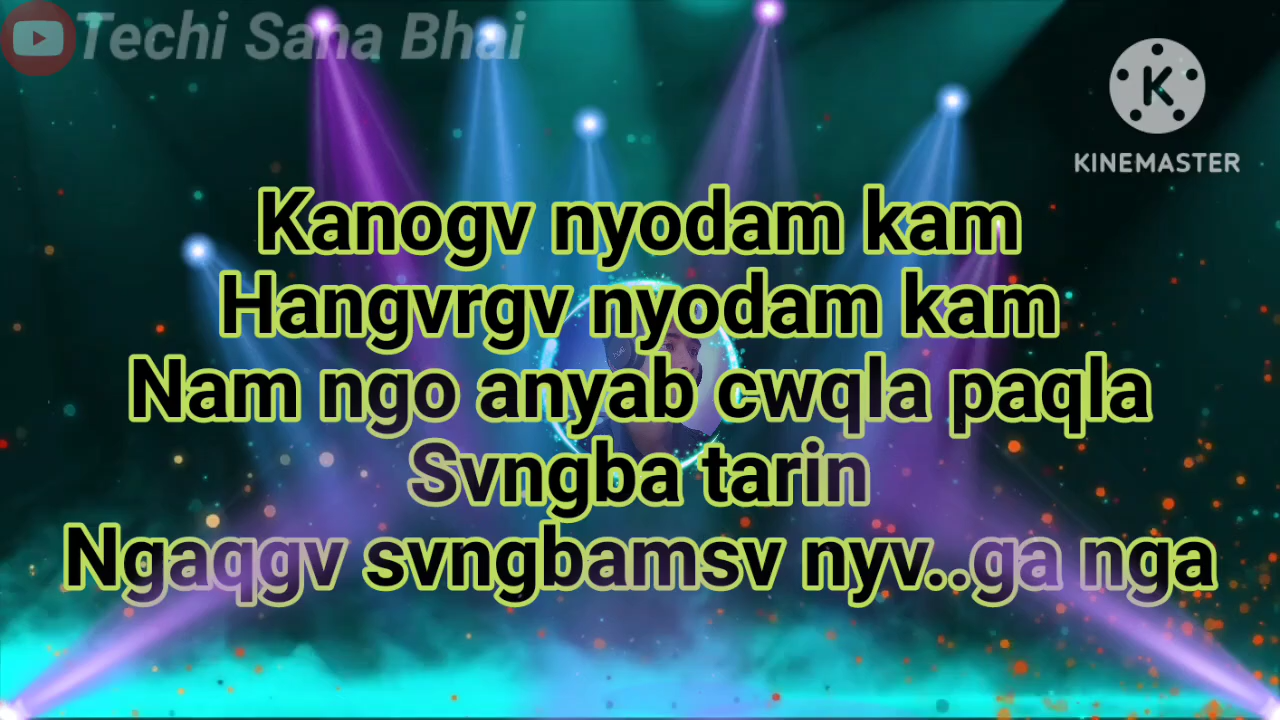 Techi Sana Bhai
KINEMASTER
Kanogv nyodam kam
Hangvrgv nyodam kam
Nam ngo anyab cwqla paqla
Svngba tarin
Ngaqgv svngbamsv nyv..ga nga